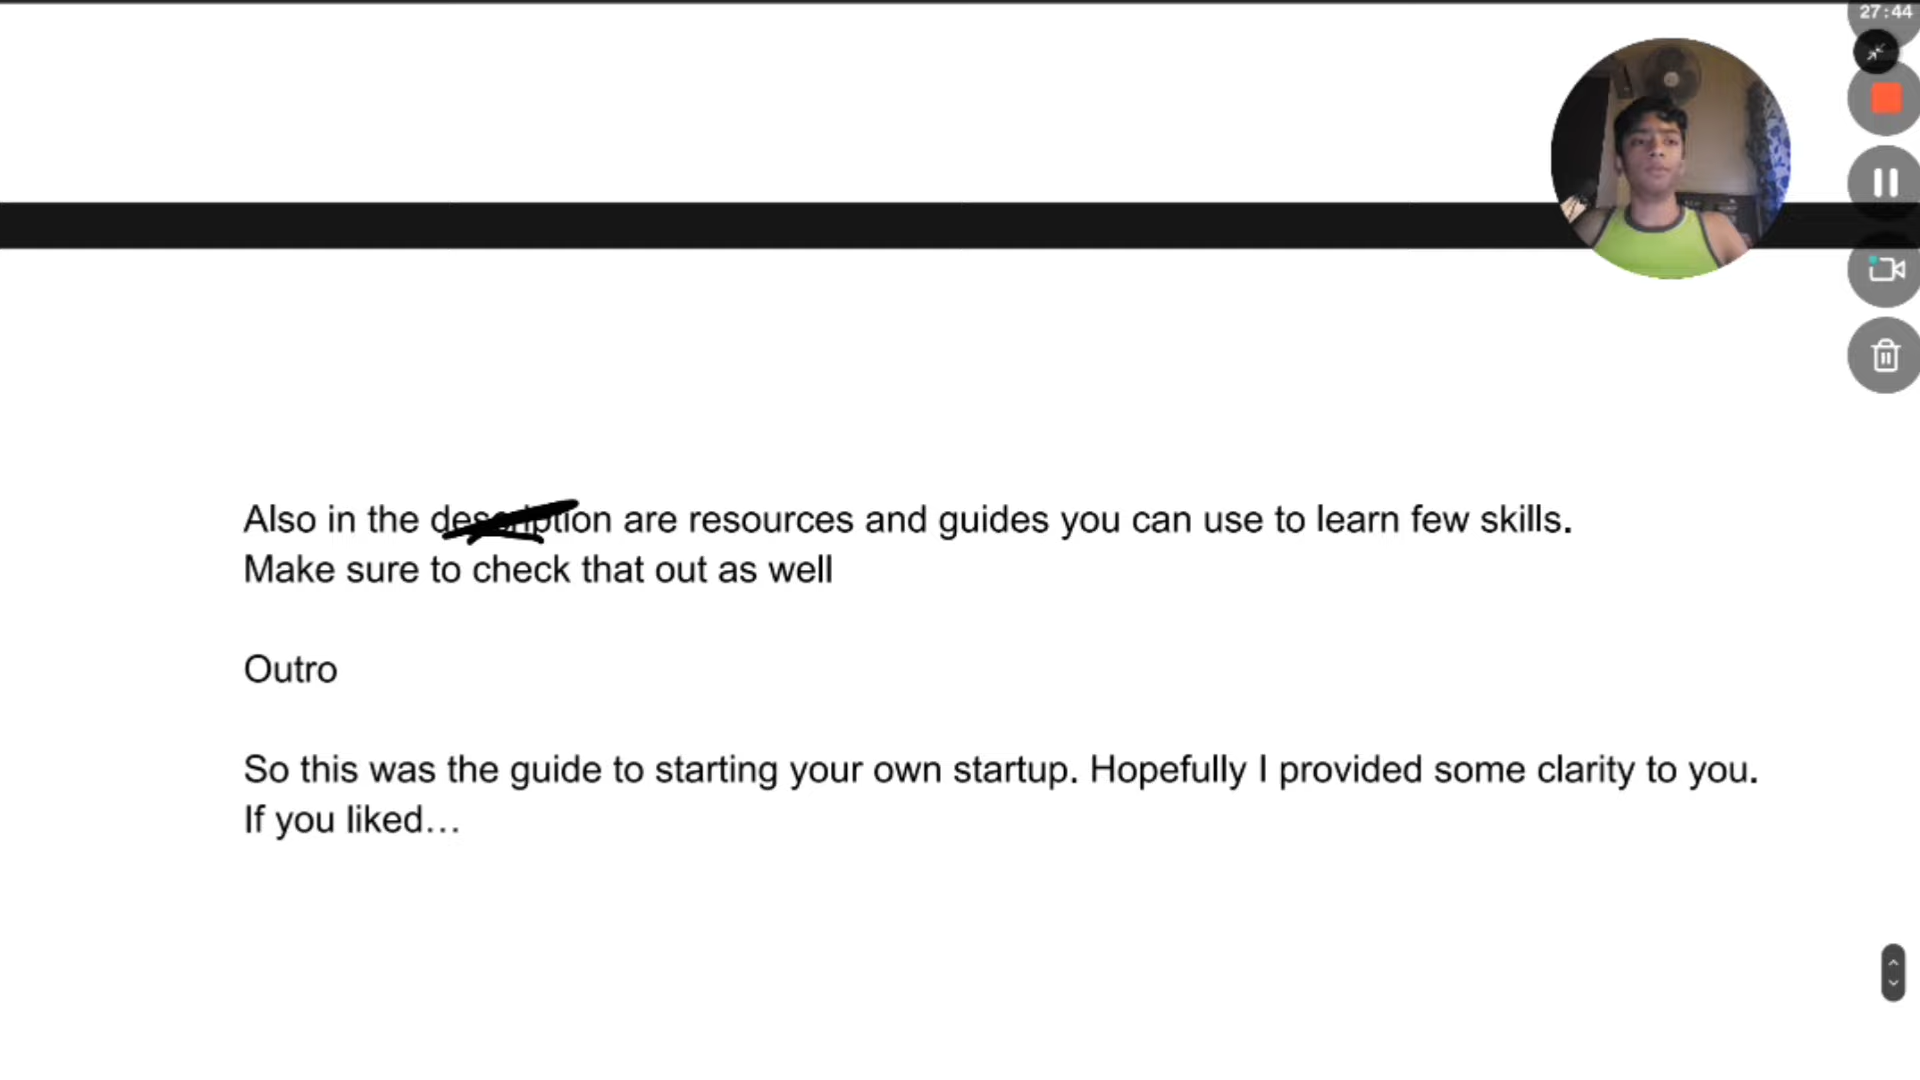 27:44
Also in the description are resources and guides you can use to learn few skills.
Make sure to check that out as well
Outro
So this was the guide to starting your own startup. Hopefully I provided some clarity to you.
If you liked…